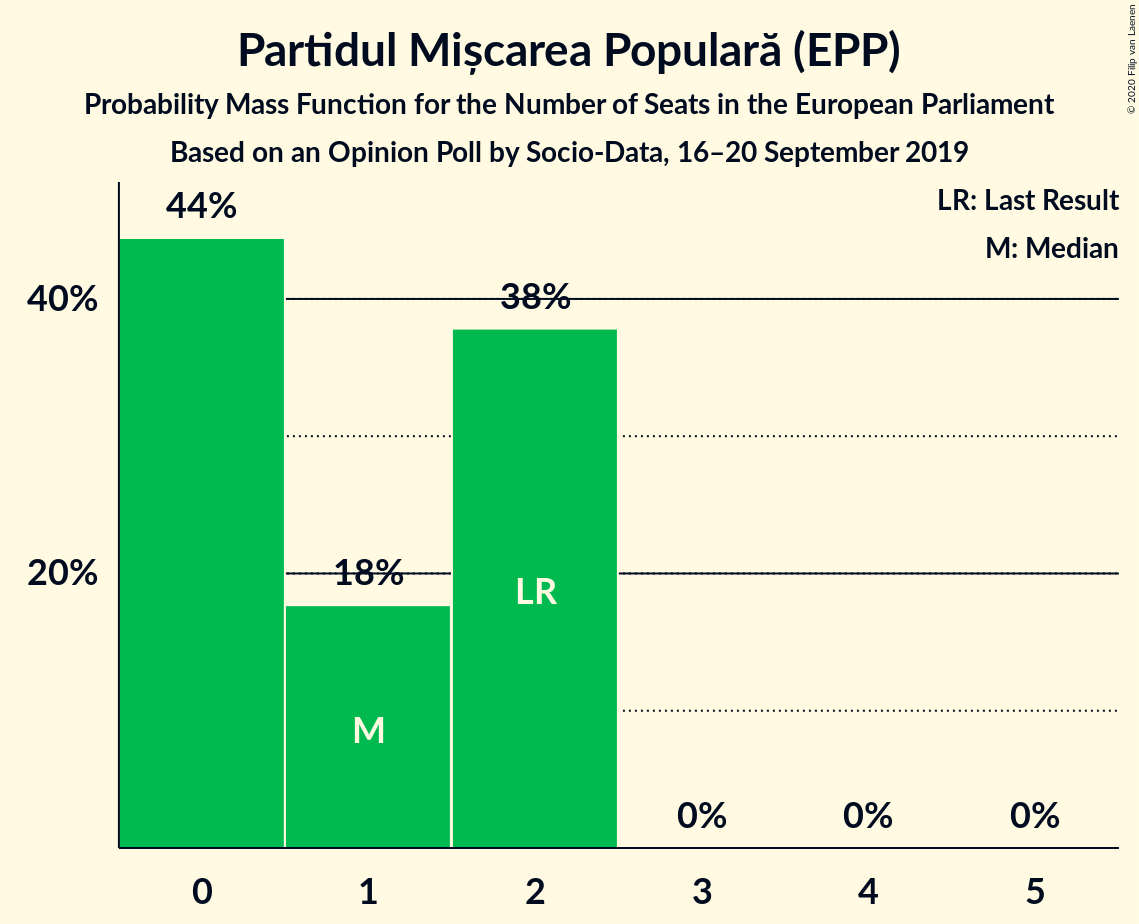 Partidul Mișcarea Populară (EPP)
Probability Mass Function for the Number of Seats in the European Parliament
Based on an Opinion Poll by Socio-Data, 16–20 September 2019
© 2020 Filip van Laenen
LR: Last Result
M: Median
44%
40%
38%
20%
18%
LR
M
0%
0%
0%
0
1
2
3
4
5